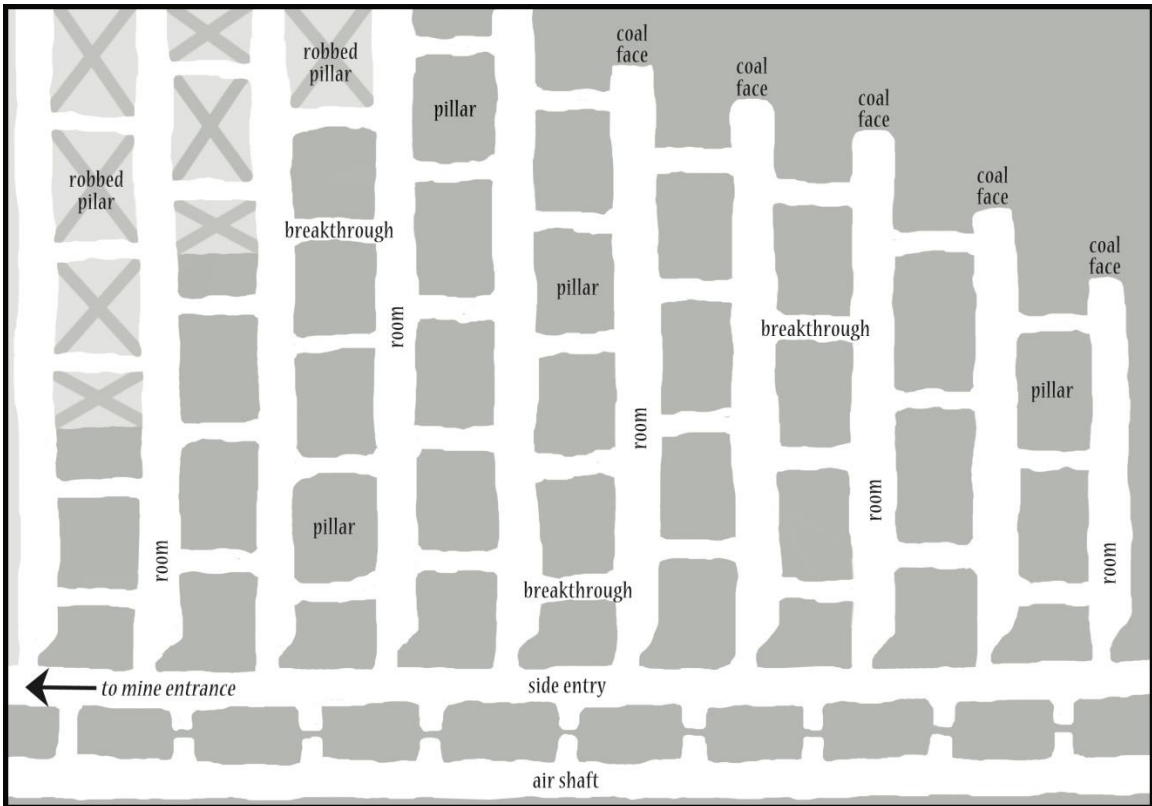 robbed
pillar
coal
face
coal
face
pillar
coal
face
robbed
pilar
coal
face
breakthrough
coal
face
pillar
room
breakthrough
pillar
room
room
pillar
room
room
breakthrough
to mine entrance
side entry
air shaft